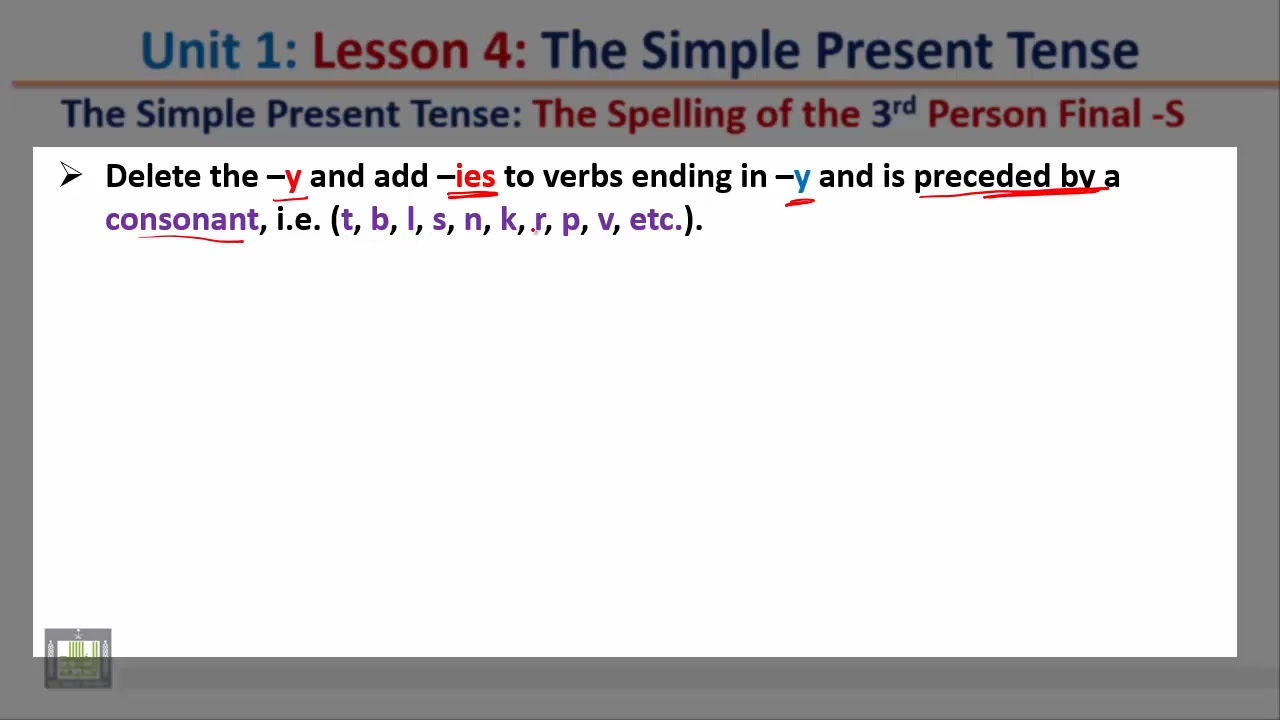 Unit 1: Lesson 4: The Simple Present Tense
The Simple Present Tense: The Spelling of the 3rd Person Final -S
➢ Delete the –y and add –ies to verbs ending in –y and is preceded by a
consonant, i.e. (t, b, l, s, n, k, r, p, v, etc.).